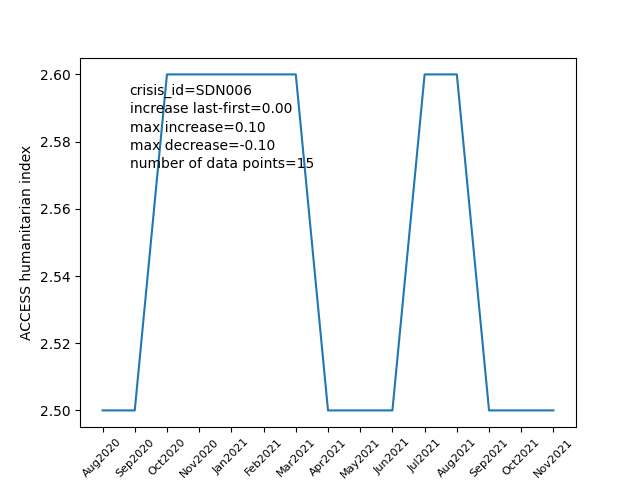 2.60
2.58
2.56
2.54
2.52
2.50
ACCESS humanitarian index
crisis_id=SDN006
increase last-first=0.00
max increase=0.10
max decrease=-0.10
number of data points=15
Aug2020
Sep2020
Oct2020
Nov2020
Jan2021
Feb2021
Mar2021
Apr2021
May2021
Jun2021
Jul2021
Aug2021
Sep2021
Oct2021
Nov2021